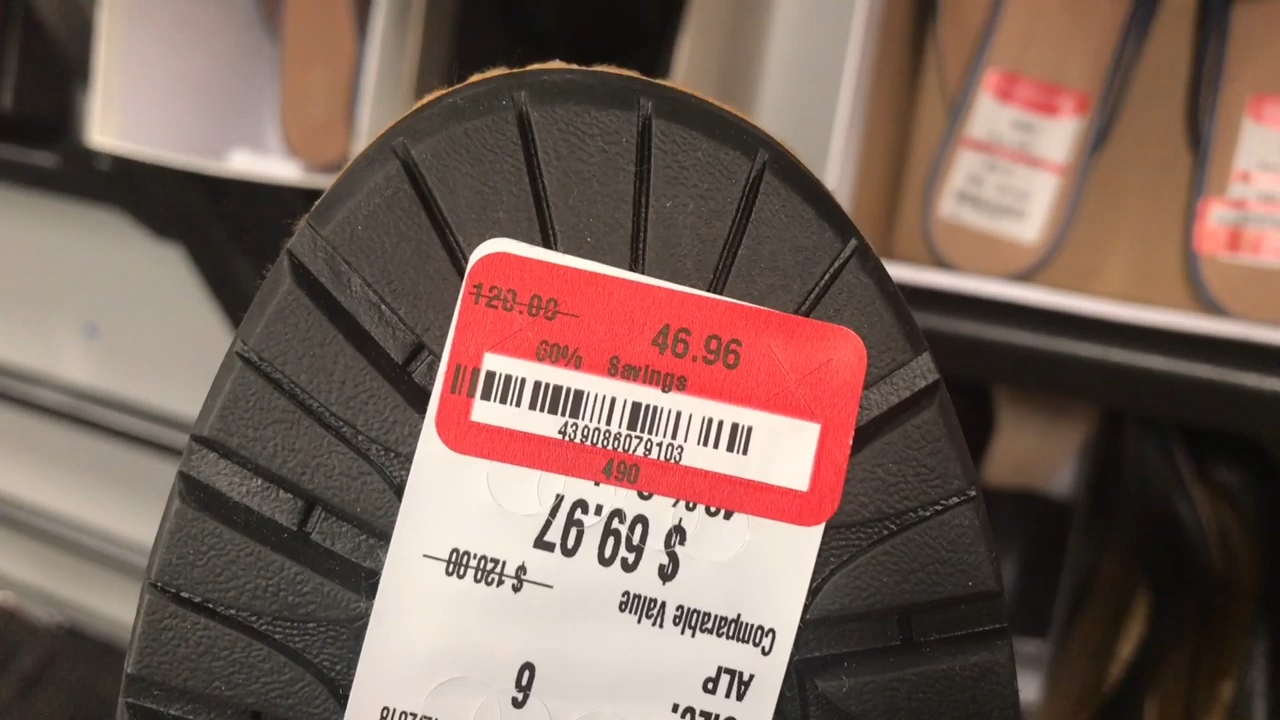 120.00
46.96
60% Savings
439086079103
490
$ 69.97
$ 120.00
Comparable Value
ALP
6